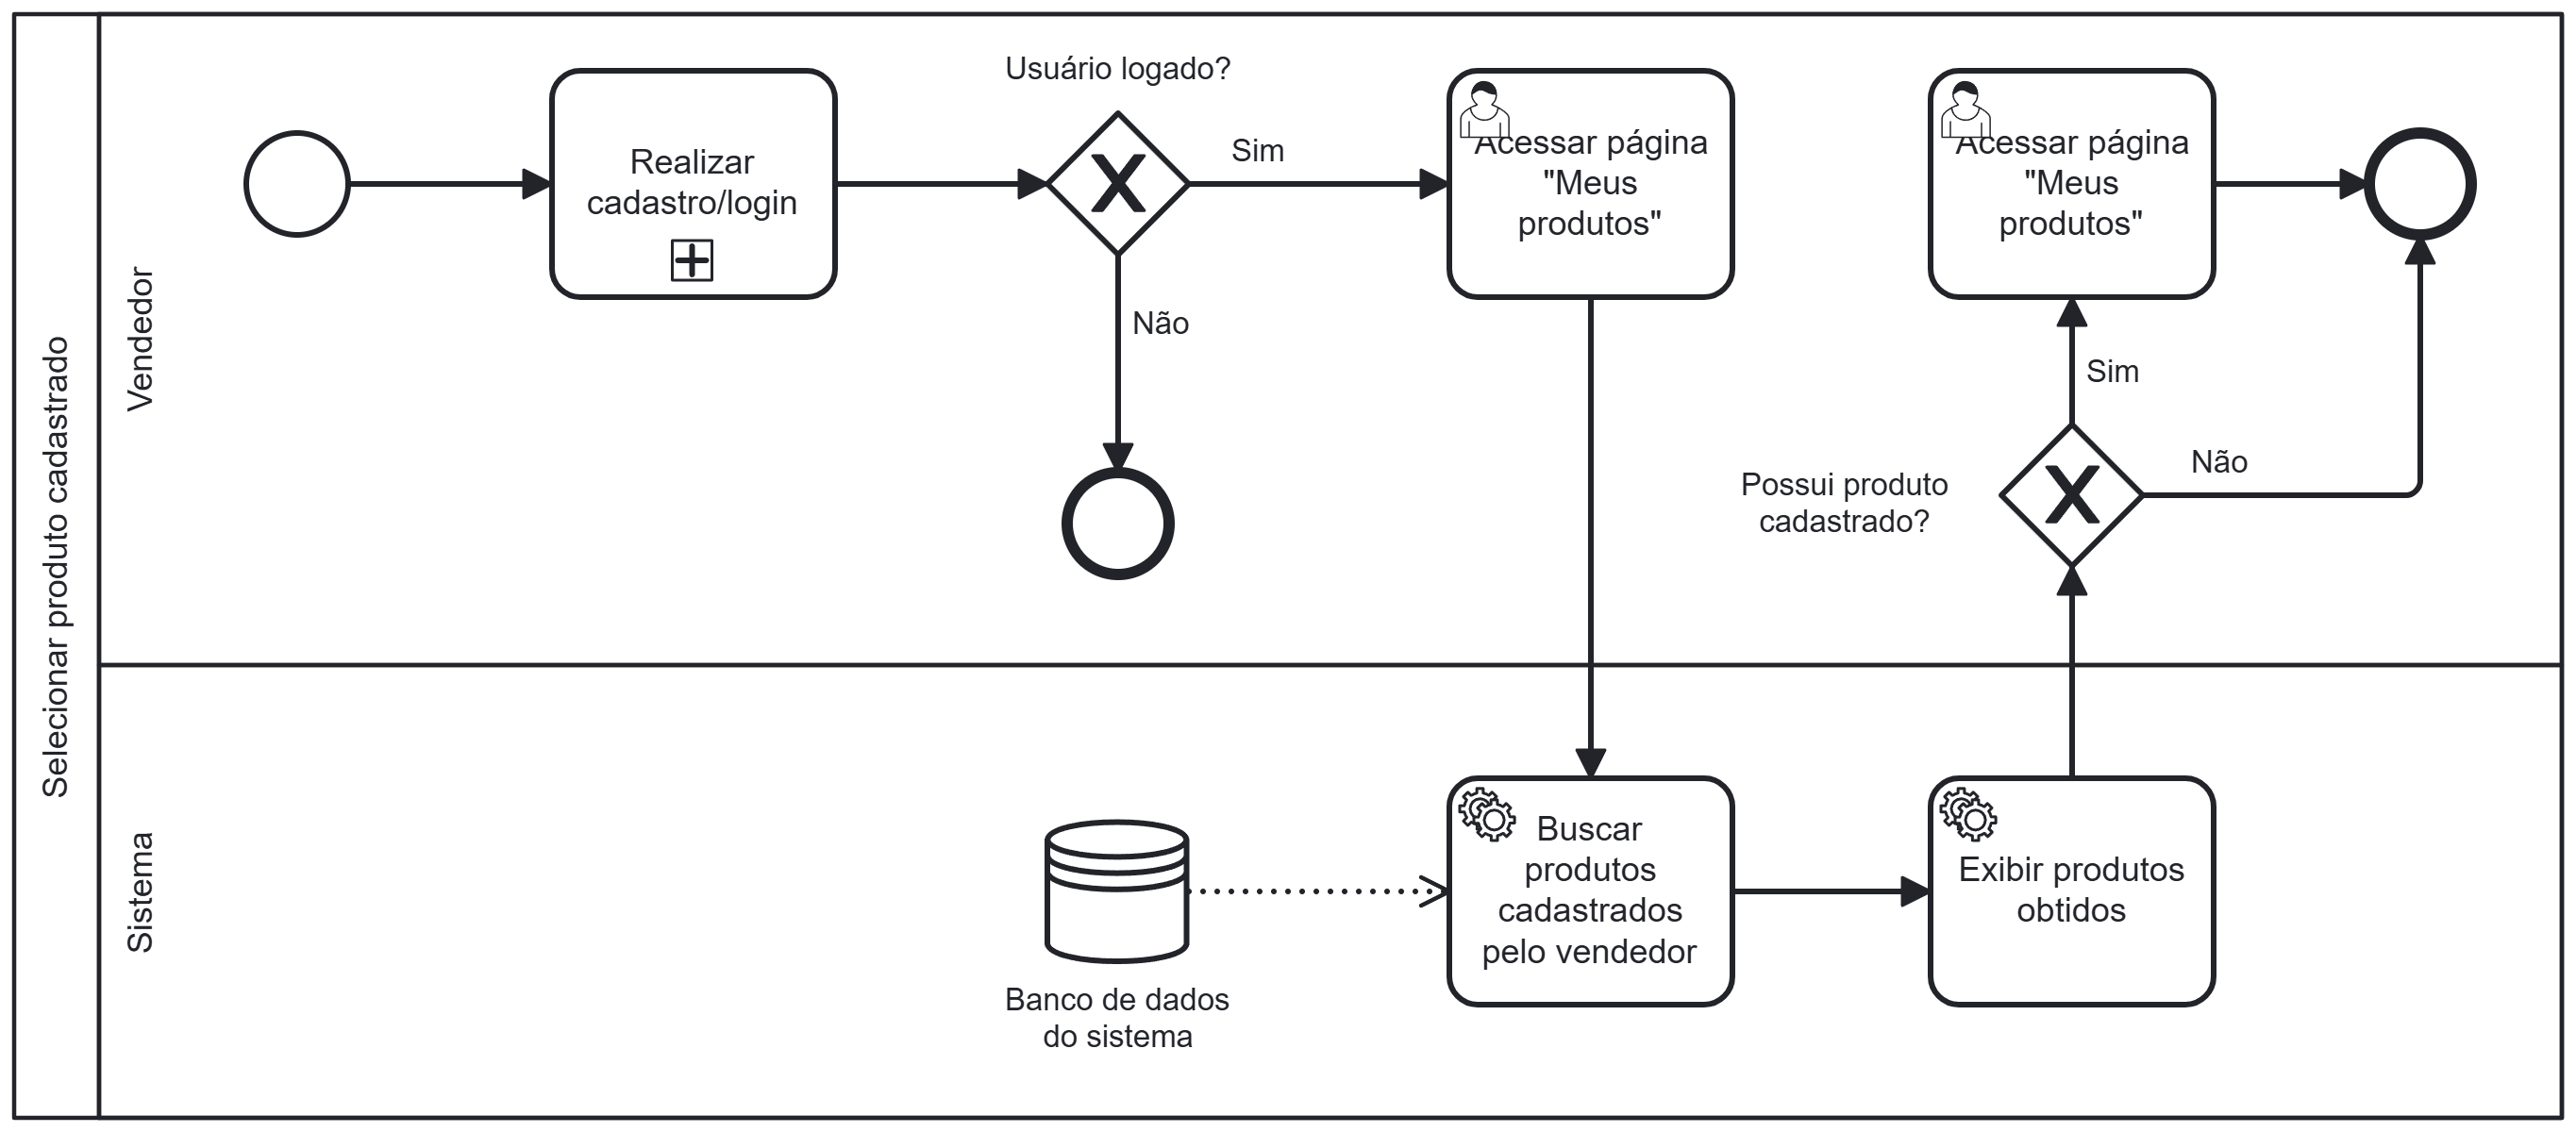 Selecionar produto cadastrado
Vendedor
Realizar
cadastro/login
Usuário logado?
Sim
Não
Acessar página
"Meus
produtos"
Acessar página
"Meus
produtos"
Sim
Não
Possui produto
cadastrado?
Sistema
Banco de dados
do sistema
Buscar
produtos
cadastrados
pelo vendedor
Exibir produtos
obtidos